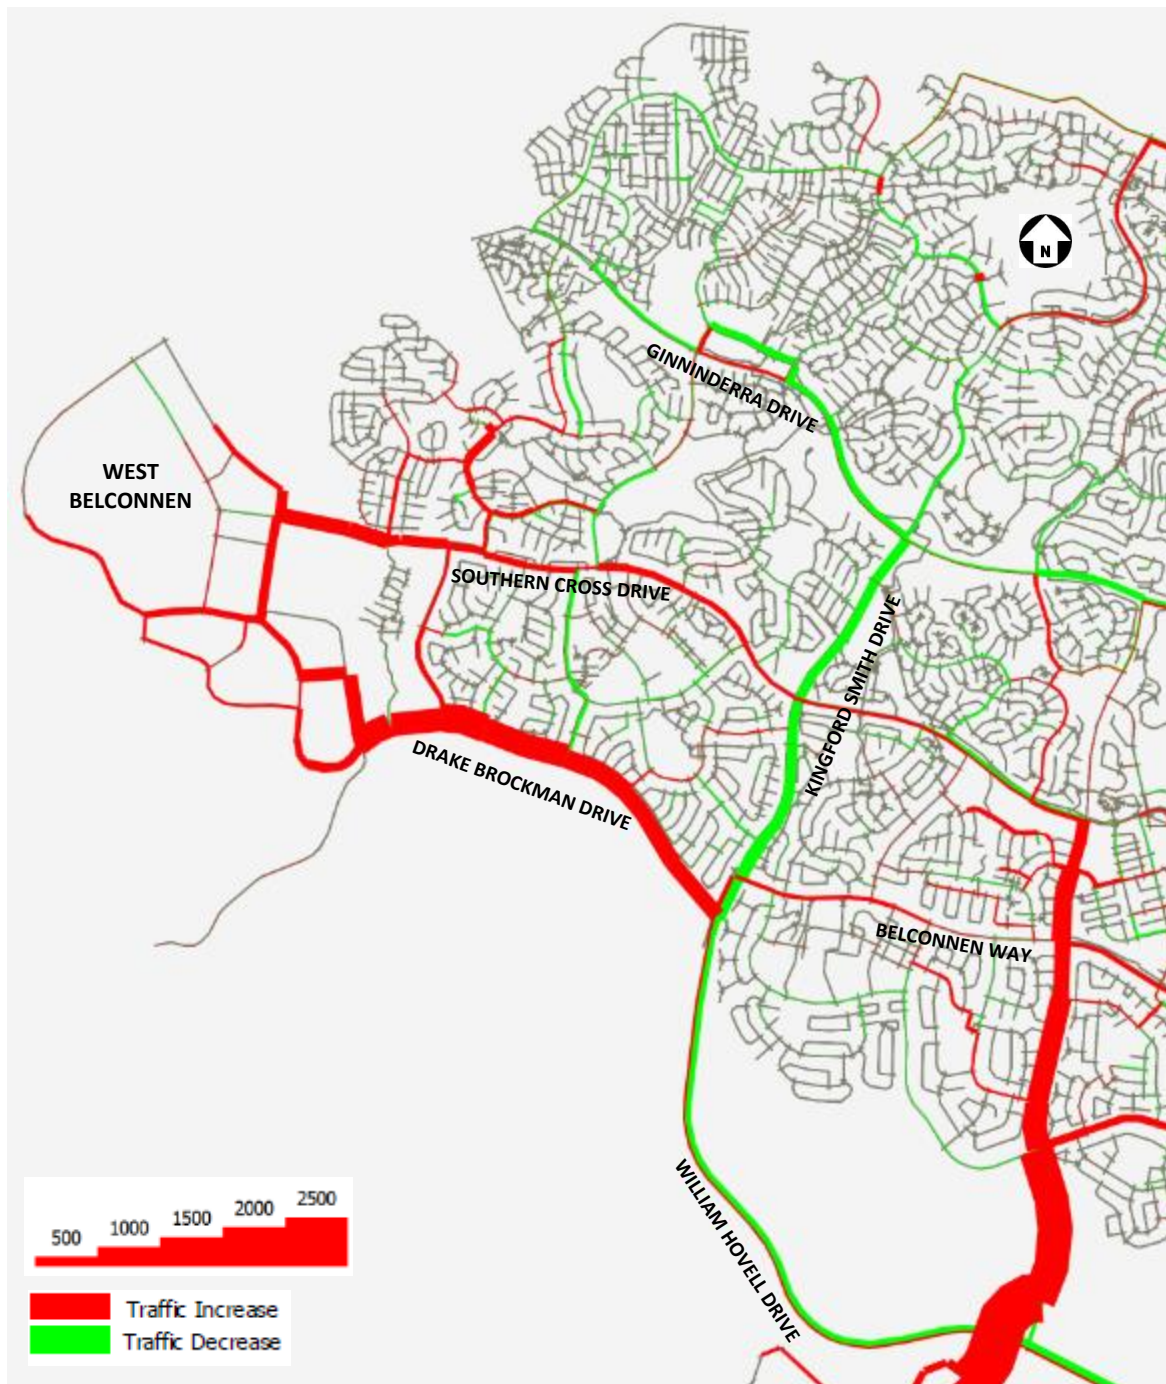 N
GINNINDERRA DRIVE
WEST
BELCONNEN
SOUTHERN CROSS DRIVE
KINGFORD SMITH DRIVE
DRAKE BROCKMAN DRIVE
BELCONNEN WAY
WILLIAM HOVELL DRIVE
500 1000 1500 2000 2500
Traffic Increase
Traffic Decrease